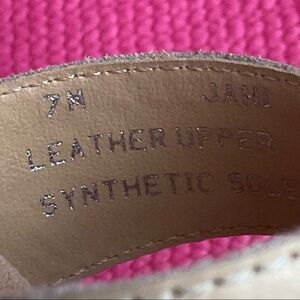 7N JANI
LEATHER UPPER
SYNTHETIC SOLE